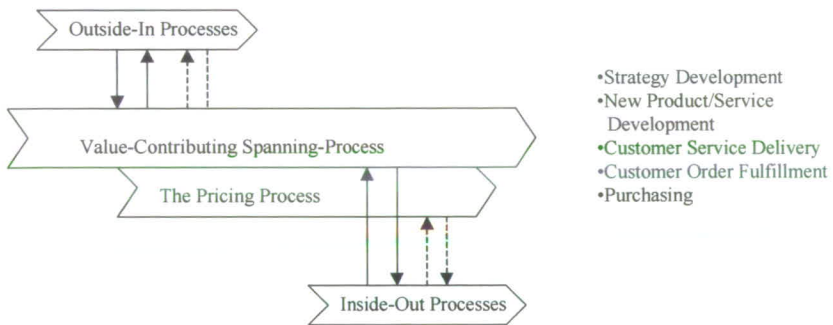 Outside-In Processes
Value-Contributing Spanning-Process
The Pricing Process
Inside-Out Processes
•Strategy Development
•New Product/Service
Development
•Customer Service Delivery
•Customer Order Fulfillment
•Purchasing